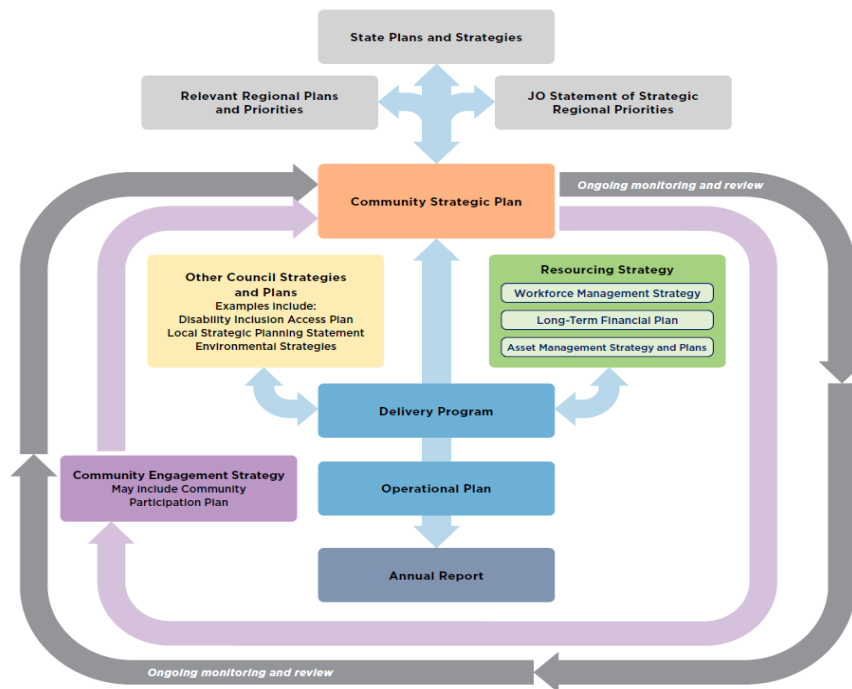 State Plans and Strategies
Relevant Regional Plans
and Priorities
JO Statement of Strategic
Regional Priorities
Community Strategic Plan
Ongoing monitoring and review
Other Council Strategies
and Plans
Examples include:
Disability Inclusion Access Plan
Local Strategic Planning Statement
Environmental Strategies
Resourcing Strategy
Workforce Management Strategy
Long-Term Financial Plan
Asset Management Strategy and Plans
Delivery Program
Community Engagement Strategy
May Include Community
Participation Plan
Operational Plan
Annual Report
Ongoing monitoring and review